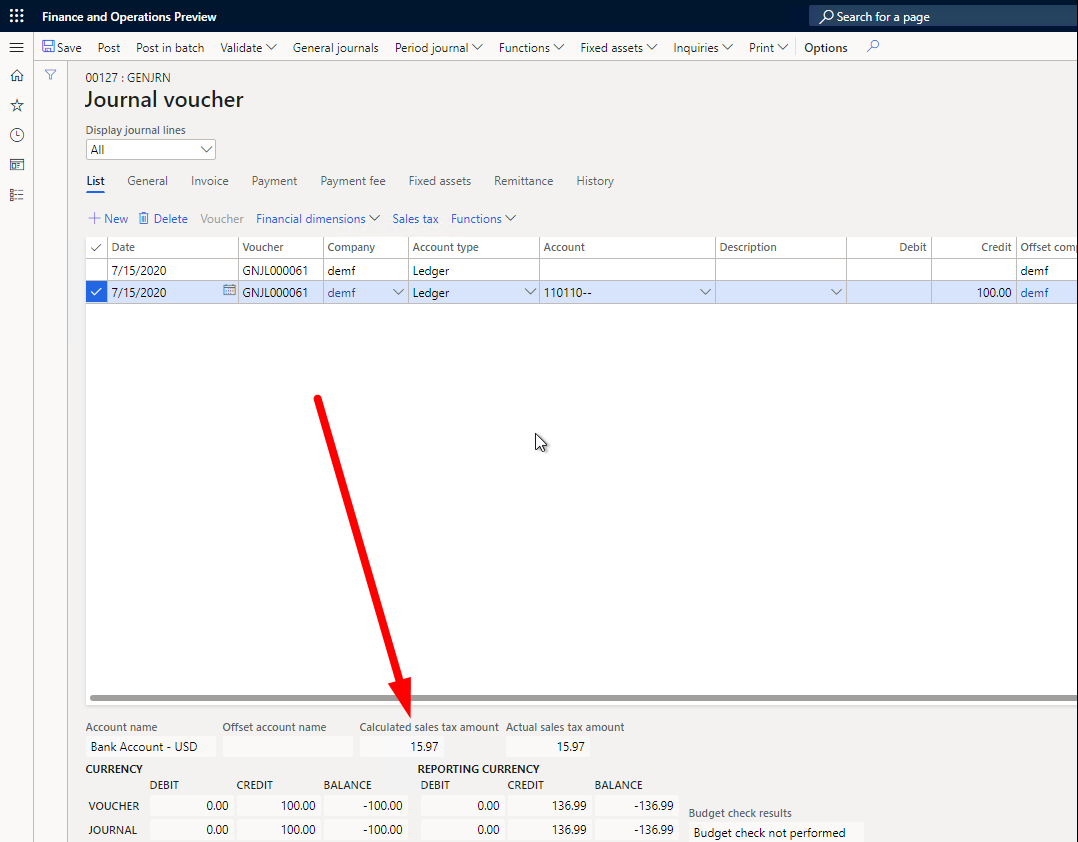 Finance and Operations Preview Search for a page
Save Post Post in batch Validate General journals Period journal Functions Fixed assets Inquiries Print Options
00127 : GENJRN
Journal voucher
Display journal lines
All
List General Invoice Payment Payment fee Fixed assets Remittance History
New Delete Voucher Financial dimensions Sales tax Functions
Date Voucher Company Account type Account Description Debit Credit Offset com
7/15/2020 GNJL000061 demf Ledger demf
7/15/2020 GNJL000061 demf Ledger 110110-- 100.00 demf
Account name Offset account name Calculated sales tax amount Actual sales tax amount
Bank Account - USD 15.97 15.97
CURRENCY REPORTING CURRENCY
DEBIT CREDIT BALANCE DEBIT CREDIT BALANCE
VOUCHER 0.00 100.00 -100.00 0.00 136.99 -136.99
Budget check results
JOURNAL 0.00 100.00 -100.00 0.00 136.99 -136.99
Budget check not performed